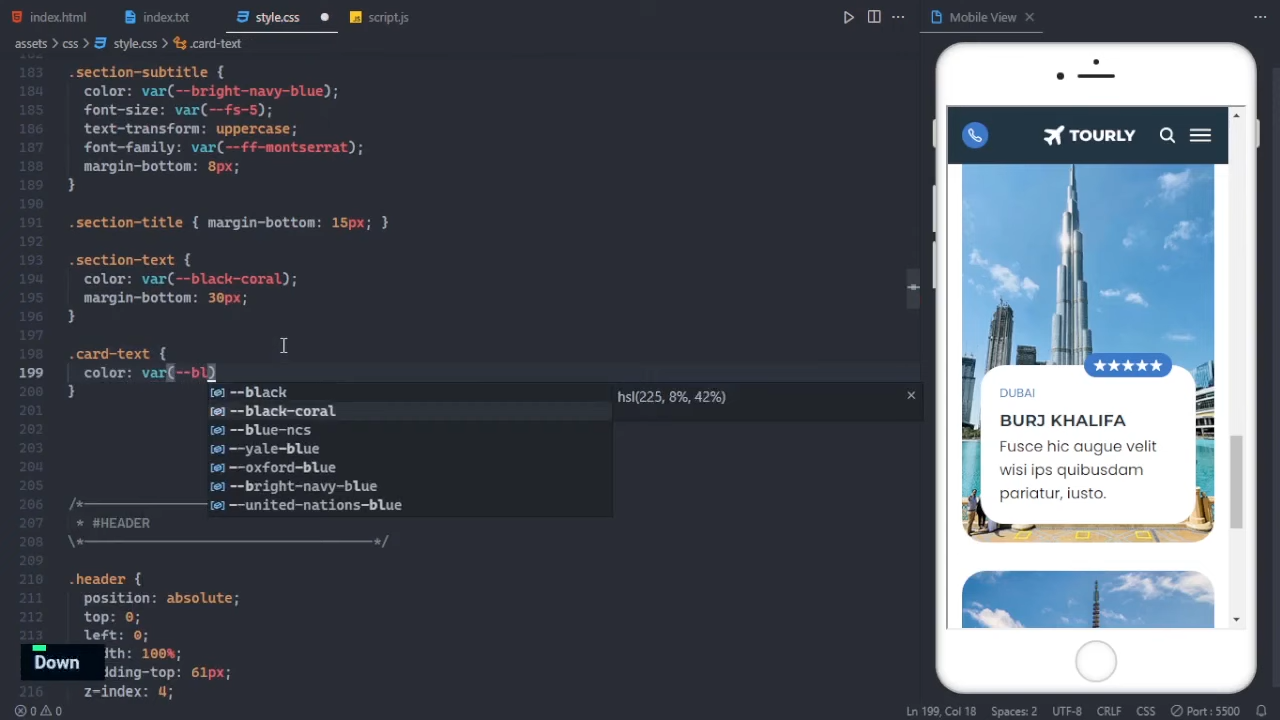 index.html
index.txt
style.css
script.js
Mobile View
assets > css > style.css > .card-text
183 .section-subtitle {
184 color: var(--bright-navy-blue);
185 font-size: var(--fs-5);
186 text-transform: uppercase;
187 font-family: var(--ff-montserrat);
188 margin-bottom: 8px;
189 }
190
191 .section-title { margin-bottom: 15px; }
192
193 .section-text {
194 color: var(--black-coral);
195 margin-bottom: 30px;
196 }
197
198 .card-text {
199 color: var(--bl)
200 }
--black
--black-coral
hsl(225, 8%, 42%)
--blue-ncs
--yale-blue
--oxford-blue
--bright-navy-blue
--united-nations-blue
201
202
203
204
205
206 /*
207 * #HEADER
208 \*-----------------------------------*/
209
210 .header {
211 position: absolute;
212 top: 0;
213 left: 0;
dth: 100%;
dding-top: 61px;
216 z-index: 4;
Down
TOURLY
DUBAI
BURJ KHALIFA
Fusce hic augue velit
wisi ips quibusdam
pariatur, iusto.
0 0
Ln 199, Col 18
Spaces: 2
UTF-8
CRLF
CSS
Port : 5500